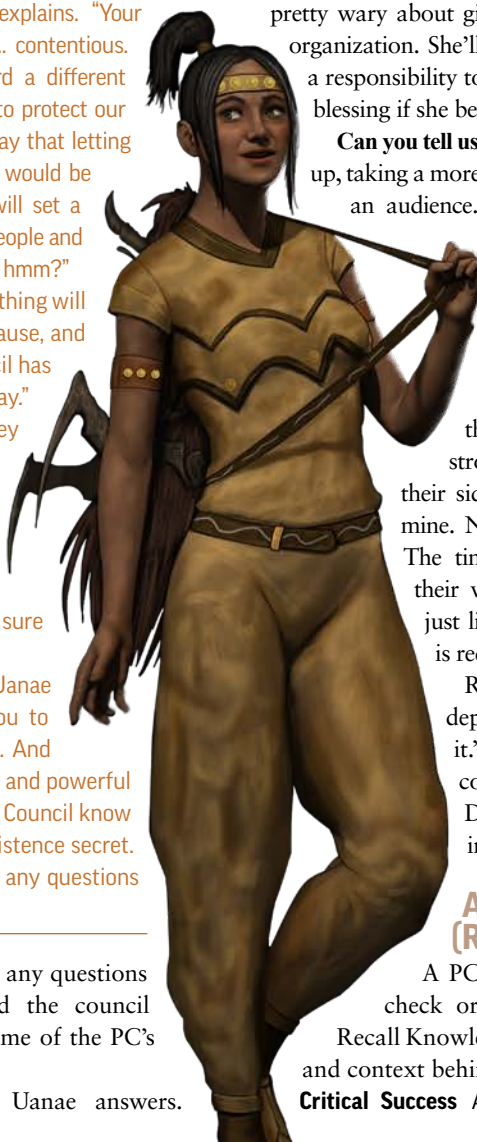 explains. “Your
.. contentious.
rd a different
to protect our
ay that letting
would be
will set a
eople and
hmm?”
thing will
ause, and
cil has
ay.”
ey
sure
Uanae
ou to
. And
and powerful
Council know
istence secret.
any questions
any questions
d the council
me of the PC’s
Uanae answers.
pretty wary about gi
organization. She’ll
a responsibility to
blessing if she be
Can you tell us
up, taking a more
an audience.
th
stro
their sid
mine. N
The tin
their v
just li
is rec
R
dep
it.’
co
D
in
A
(R
A PC
check or
Recall Knowle
and context behin
Critical Success A